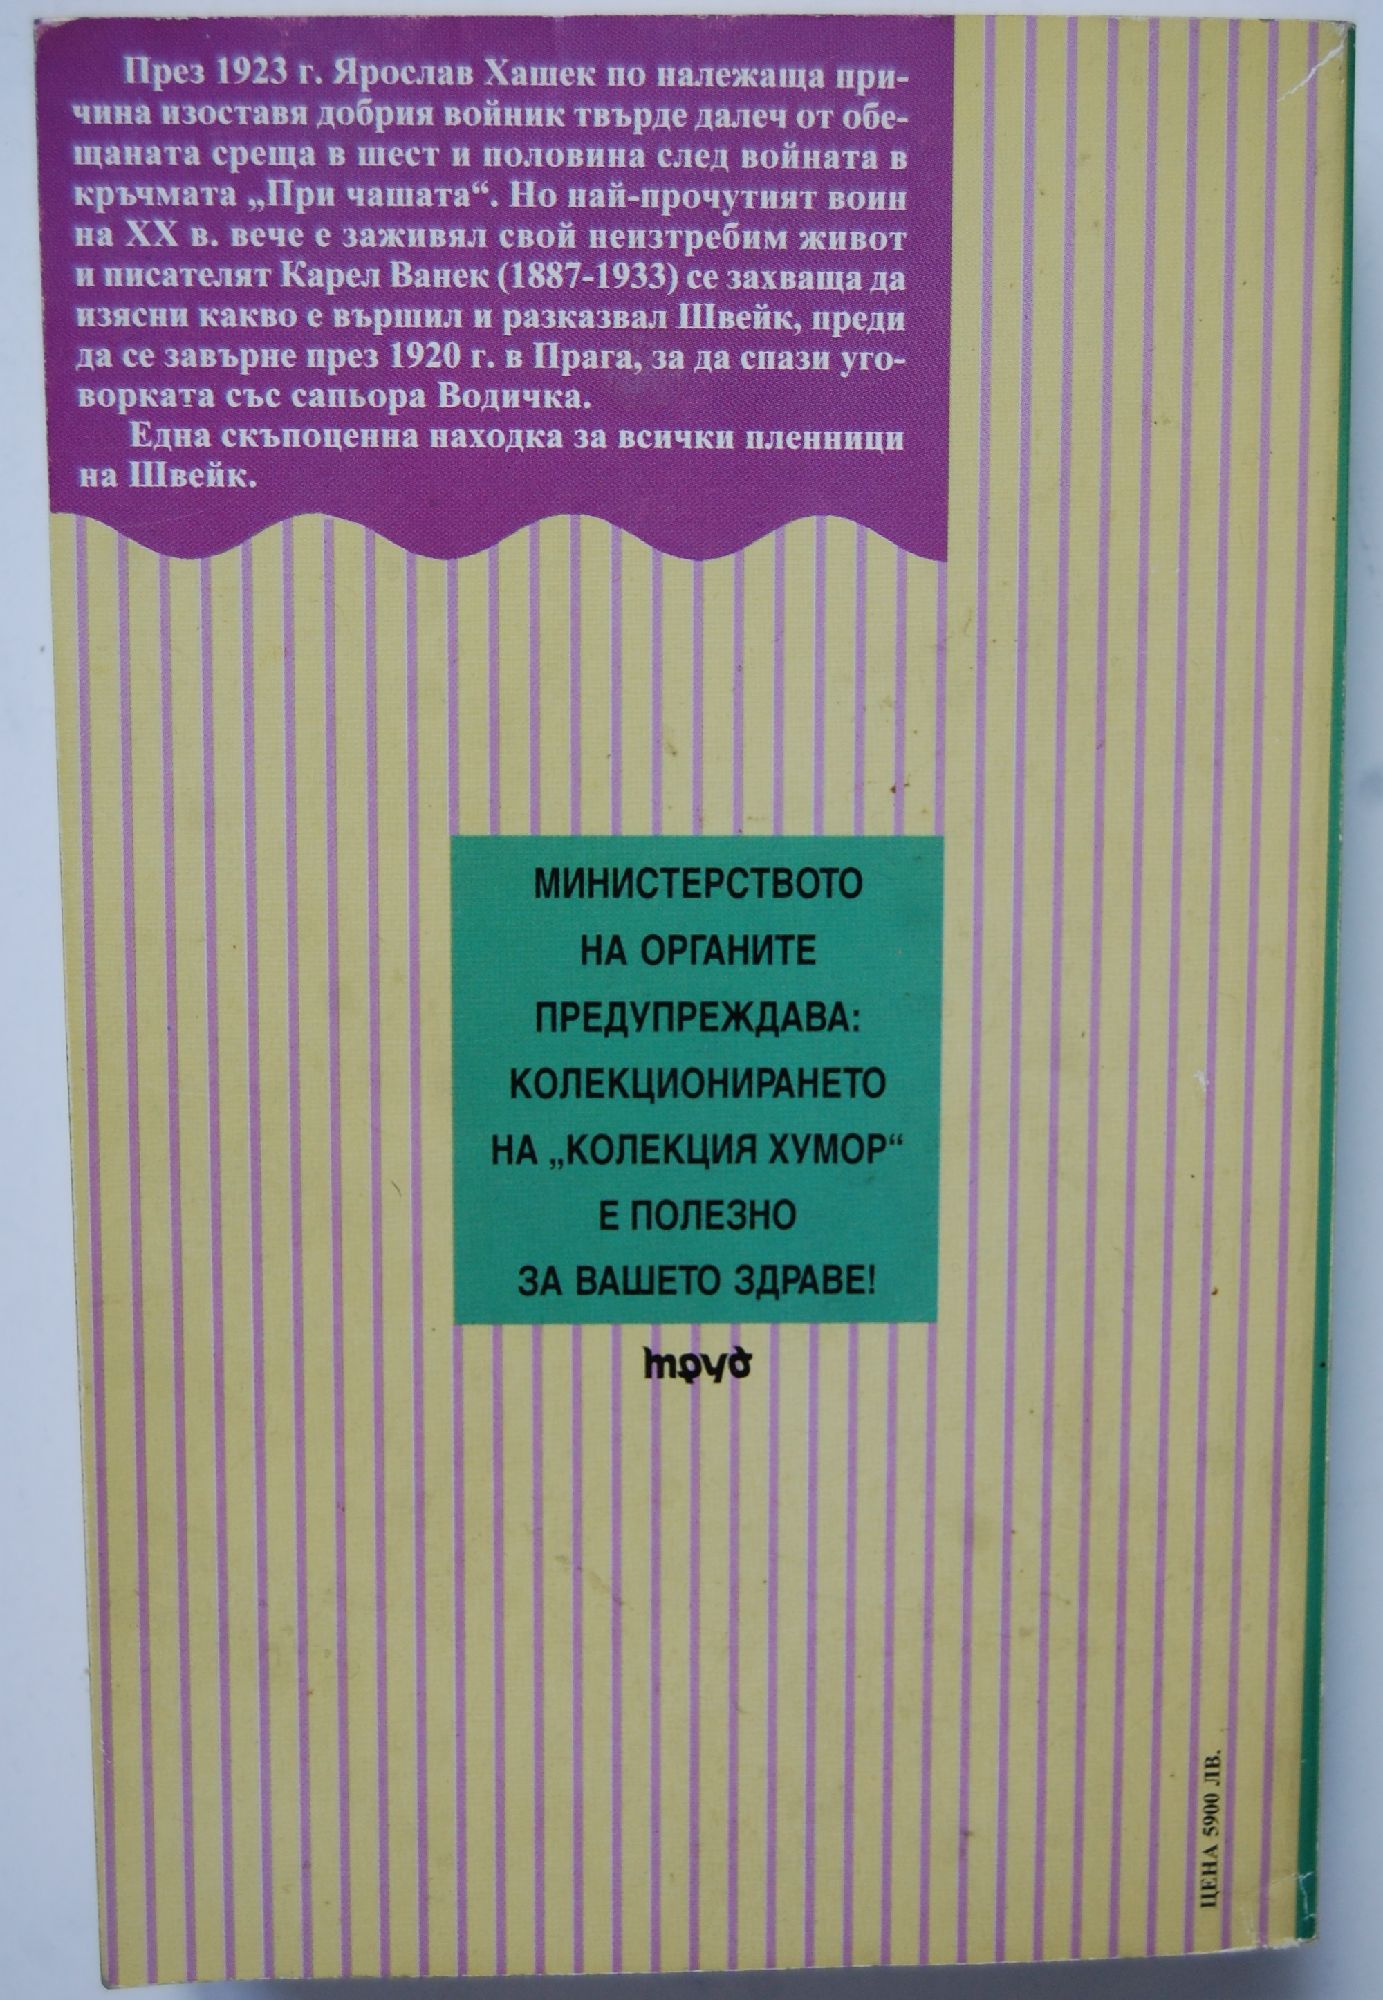 През 1923 г. Ярослав Хашек по належаща при-
чина изоставя добрия войник твърде далеч от обе-
щаната среща в шест и половина след войната в
кръчмата „При чашата“. Но най-прочутият воин
на XX в. вече е заживял свой неизтребим живот
и писателят Карел Ванек (1887-1933) се захваща да
изясни какво е вършил и разказвал Швейк, преди
да се завърне през 1920 г. в Прага, за да спази уго-
ворката със сапьора Водичка.
Една скъпоценна находка за всички пленници
на Швейк.
МИНИСТЕРСТВОТО
НА ОРГАНИТЕ
ПРЕДУПРЕЖДАВА:
КОЛЕКЦИОНИРАНЕТО
НА „КОЛЕКЦИЯ ХУМОР“
Е ПОЛЕЗНО
ЗА ВАШЕТО ЗДРАВЕ!
труд
ЦЕНА 5900 ЛВ.